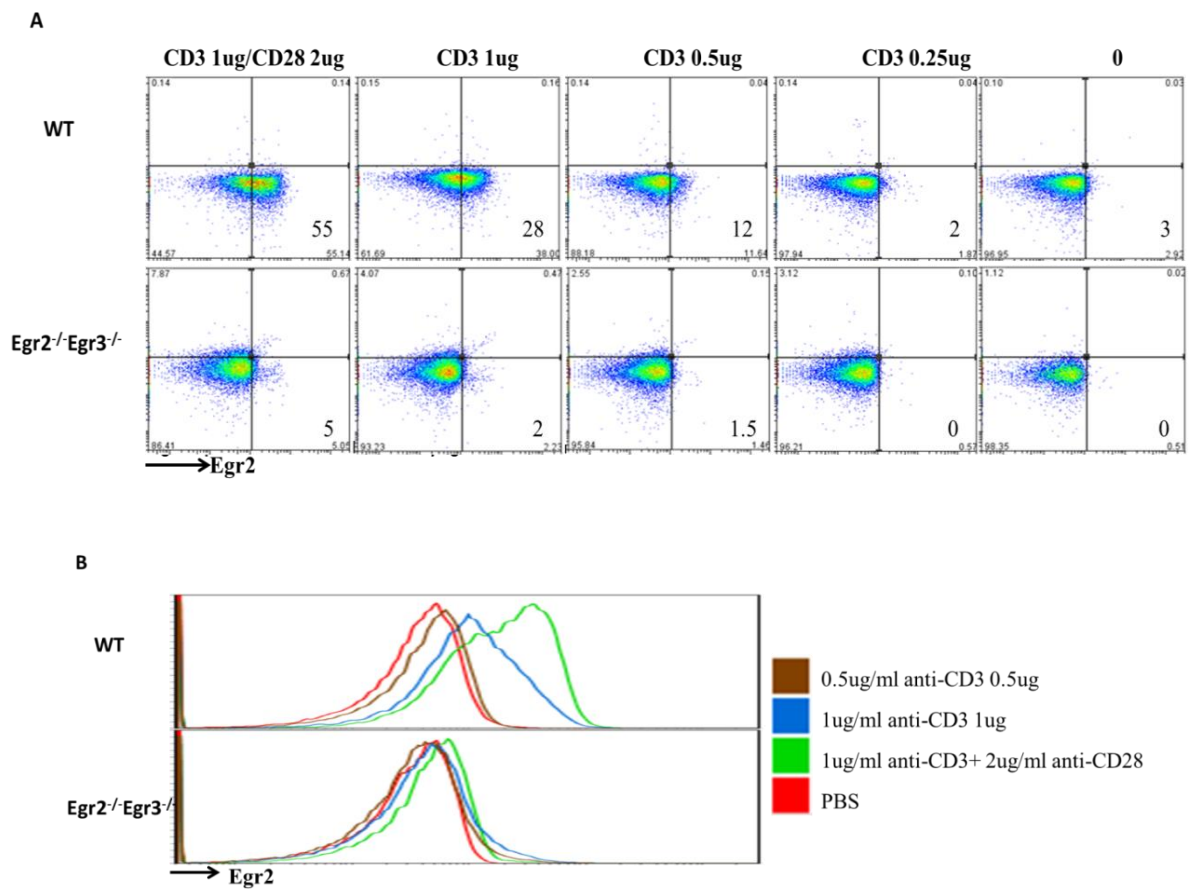 A
CD3 1ug/CD28 2ug CD3 1ug CD3 0.5ug CD3 0.25ug 0
0.14 0.14 0.15 0.16 0.14 0.04 0.14 0.04 0.10 0.03
WT
55 28 12 2 3
44.57 55.14 61.69 38.00 88.18 11.64 97.94 1.87 96.95 2.92
7.87 0.67 4.07 0.47 2.55 0.15 3.12 0.10 1.12 0.02
Egr2-/-Egr3-/-
5 2 1.5 0 0
86.41 5.05 93.23 2.23 95.84 1.46 96.21 0.57 98.35 0.51
Egr2
B
WT
0.5ug/ml anti-CD3 0.5ug
1ug/ml anti-CD3 1ug
1ug/ml anti-CD3+ 2ug/ml anti-CD28
PBS
Egr2-/-Egr3-/-
Egr2